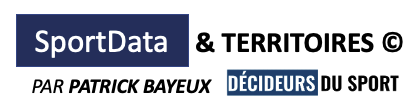 SportData & TERRITOIRES ©
PAR PATRICK BAYEUX DÉCIDEURS DU SPORT